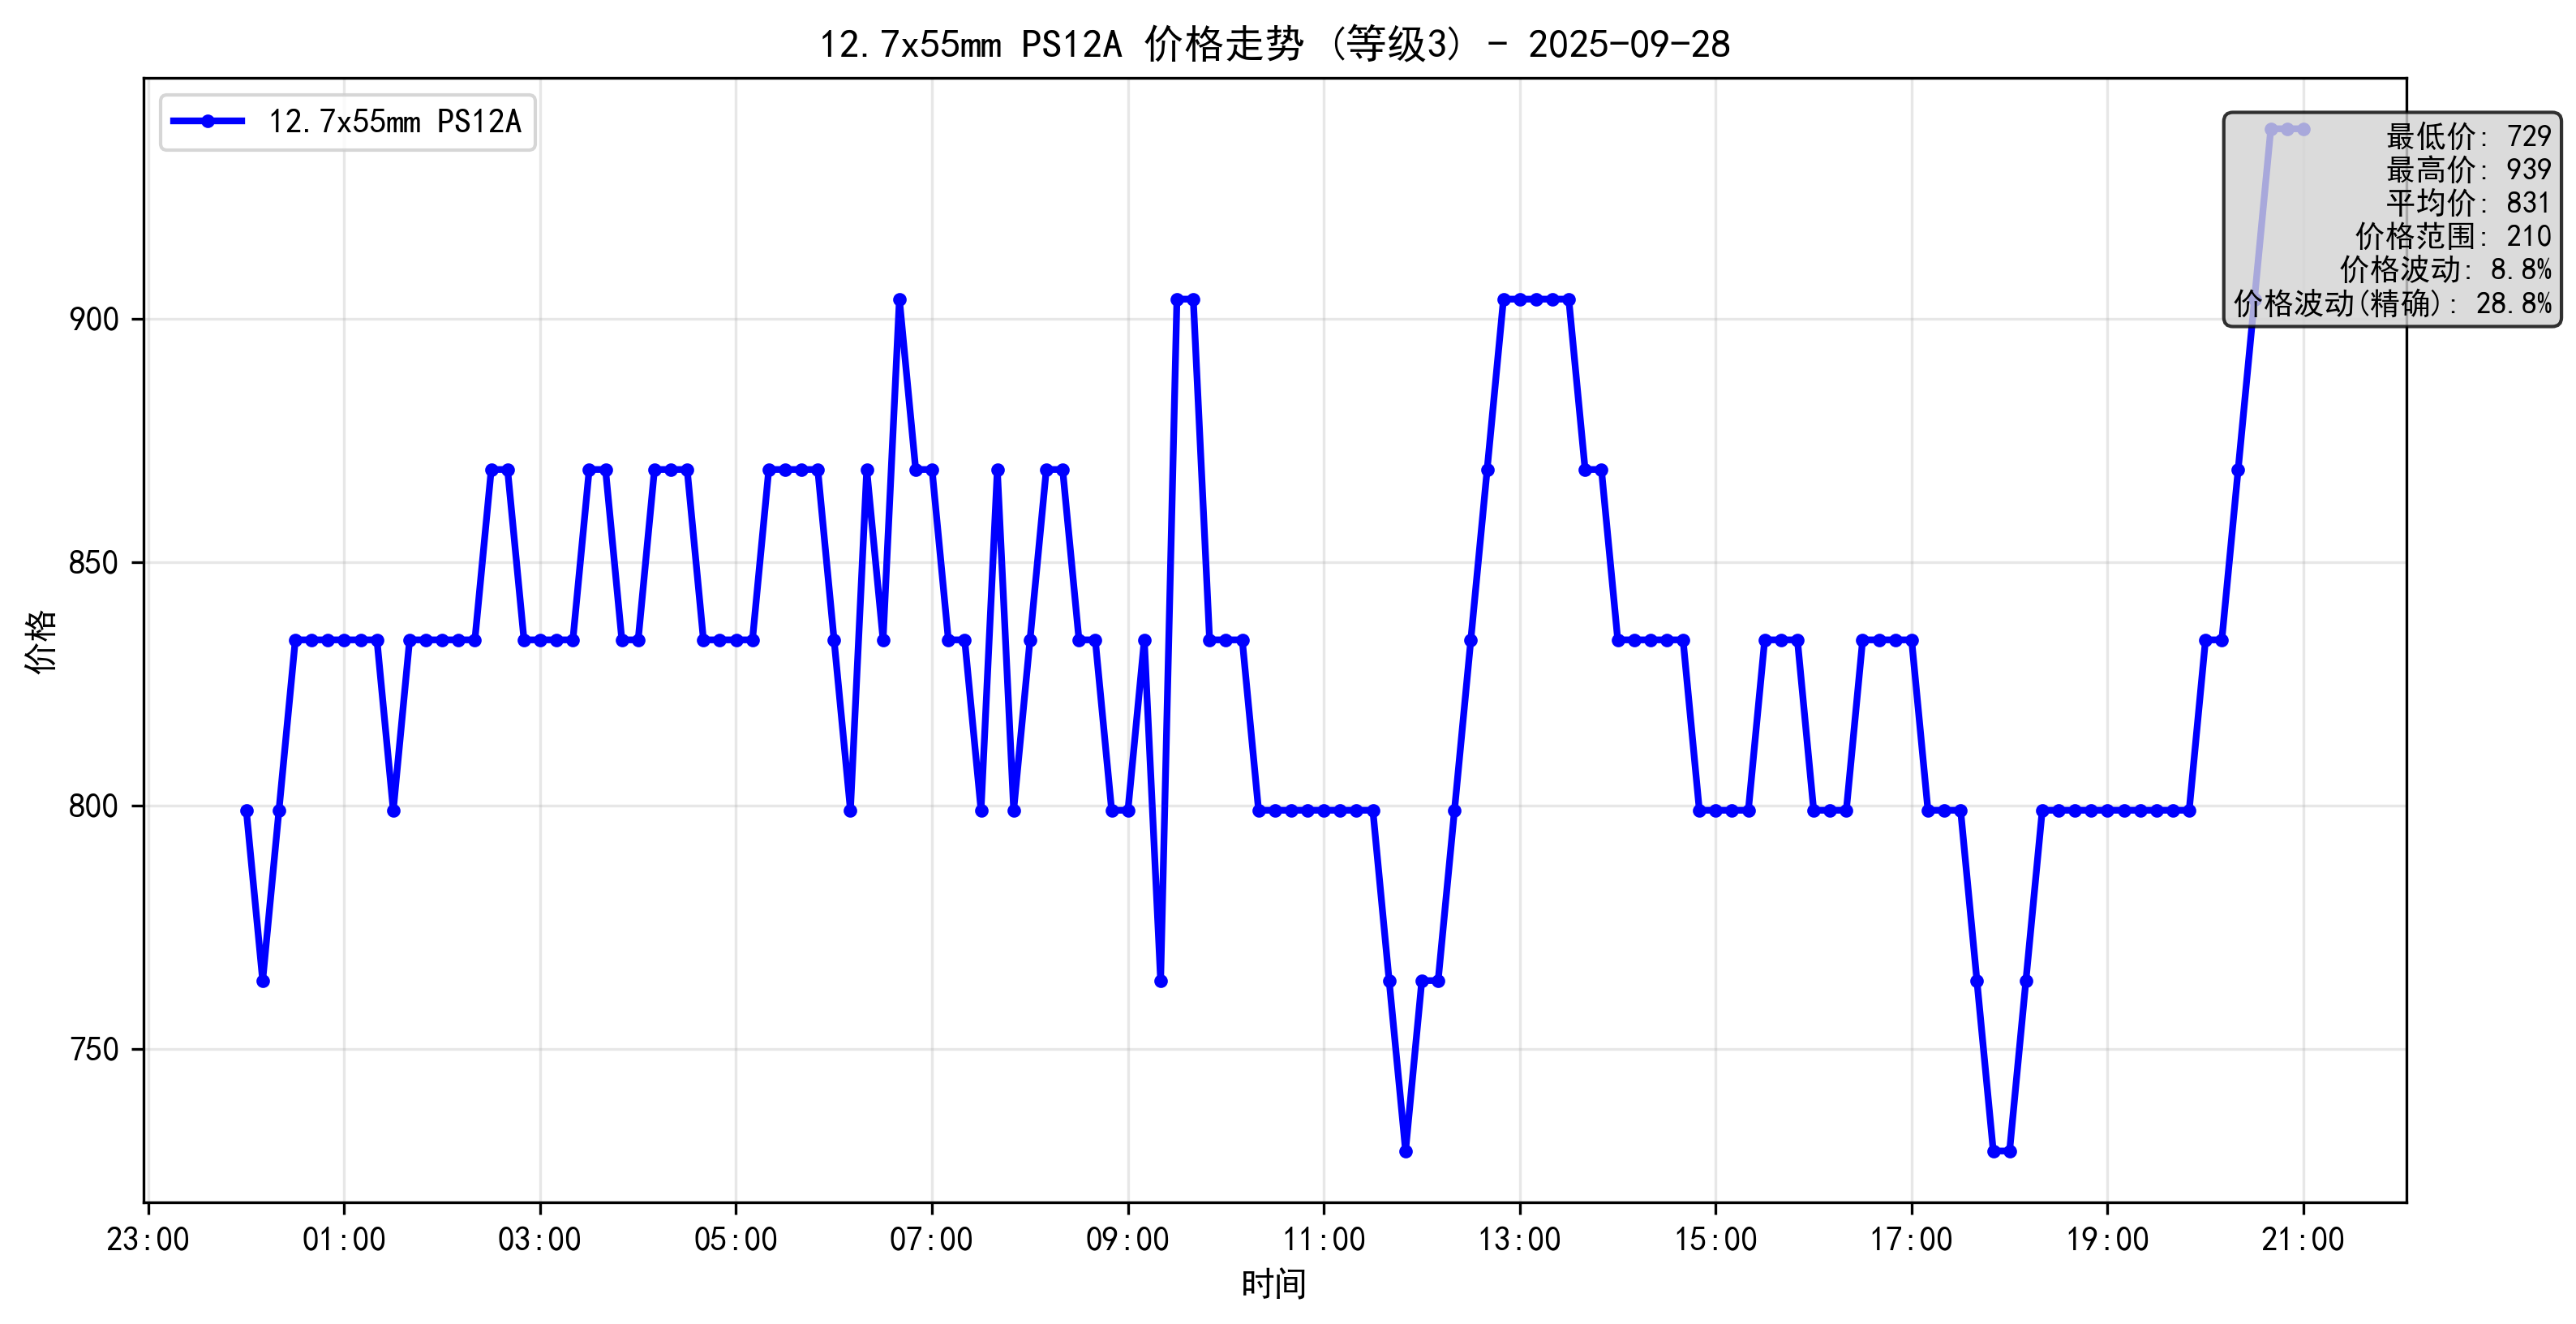 12.7x55mm PS12A 价格走势 (等级3) - 2025-09-28
12.7x55mm PS12A
最低价: 729
最高价: 939
平均价: 831
价格范围: 210
价格波动: 8.8%
价格波动(精确): 28.8%
价格
900
850
800
750
23:00 01:00 03:00 05:00 07:00 09:00 11:00 13:00 15:00 17:00 19:00 21:00
时间